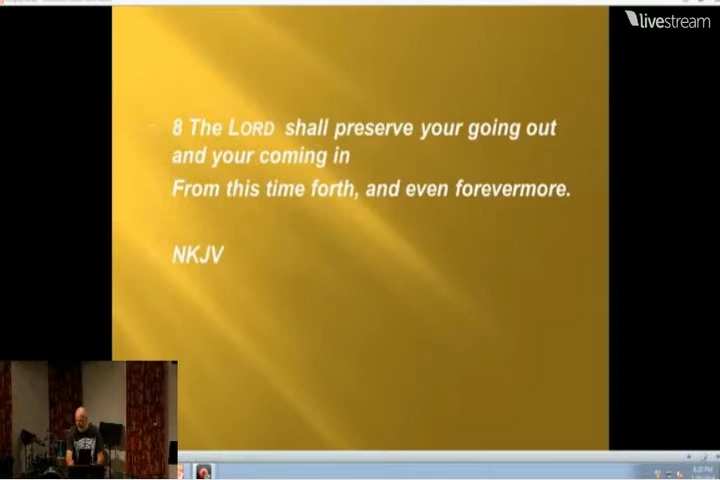 livestream
8 The LORD shall preserve your going out
and your coming in
From this time forth, and even forevermore.
NKJV